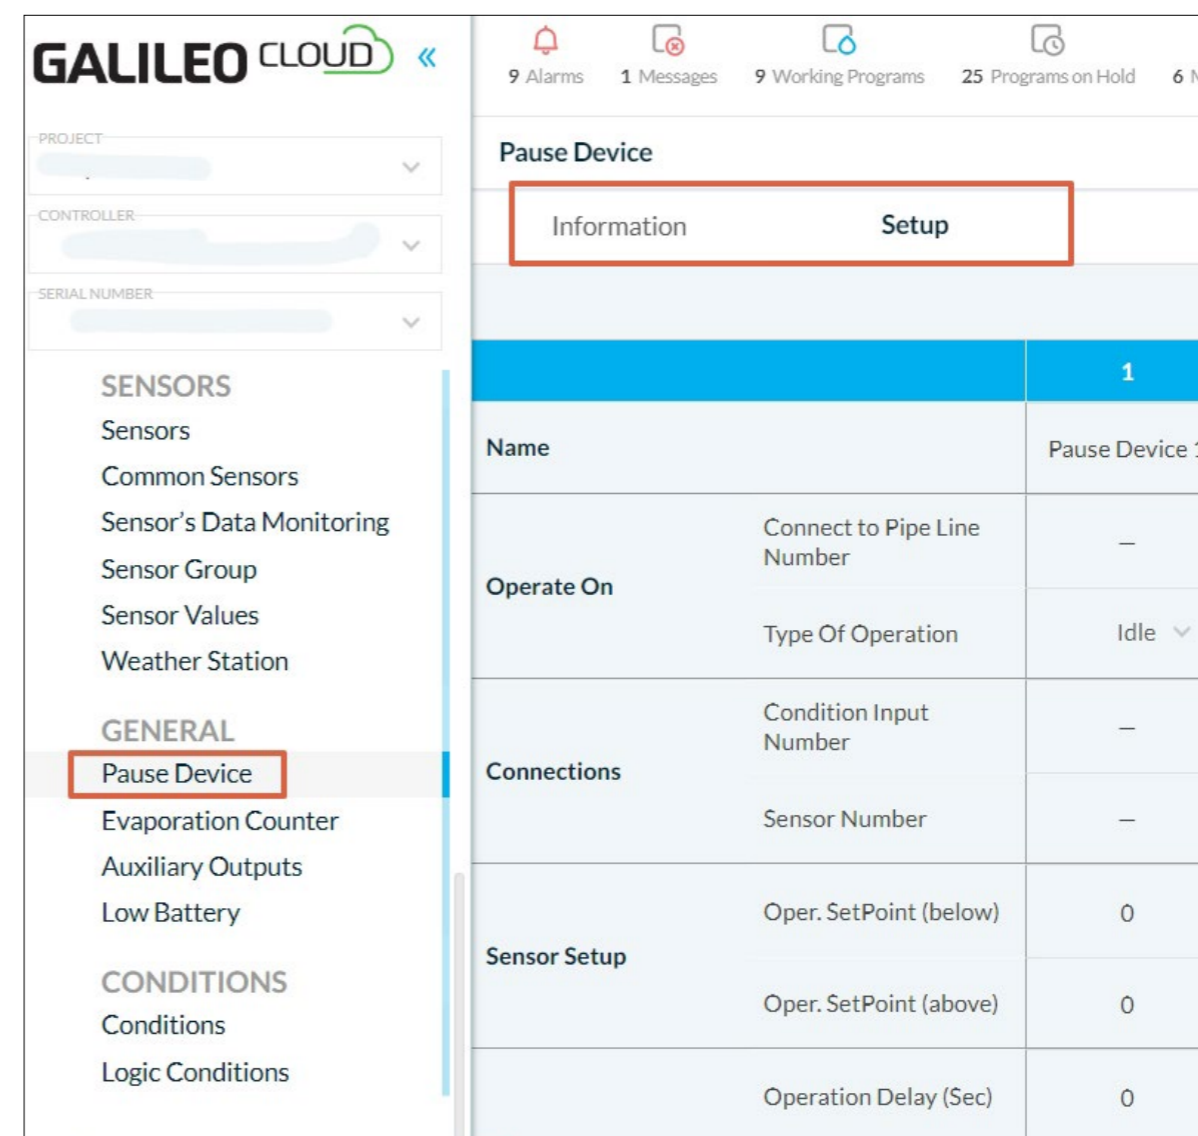 GALILEO CLOUD «
9 Alarms
1 Messages
9 Working Programs
25 Programs on Hold
6
PROJECT
CONTROLLER
SERIAL NUMBER
SENSORS
Sensors
Common Sensors
Sensor's Data Monitoring
Sensor Group
Sensor Values
Weather Station
GENERAL
Pause Device
Evaporation Counter
Auxiliary Outputs
Low Battery
CONDITIONS
Conditions
Logic Conditions
Pause Device
Information Setup
1
Name Pause Device 1
Operate On
Connect to Pipe Line
Number
–
Type Of Operation Idle
Connections
Condition Input
Number
–
Sensor Number –
Sensor Setup
Oper. SetPoint (below) 0
Oper. SetPoint (above) 0
Operation Delay (Sec) 0